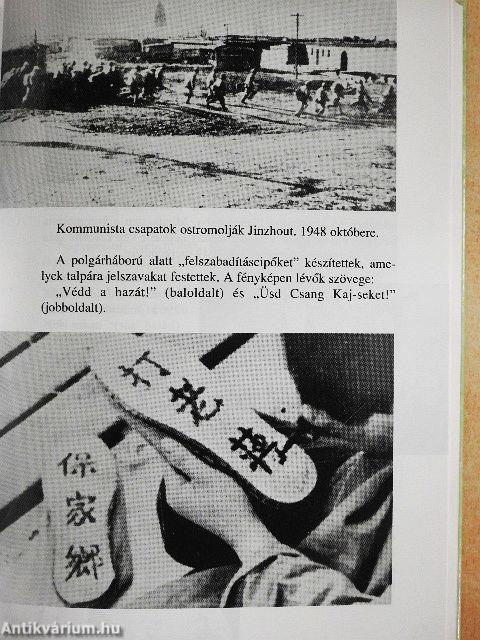 Kommunista csapatok ostromolják Jinzhout. 1948 októbere.
A polgárháború alatt „felszabadításcipőket” készítettek, ame-
lyek talpára jelszavakat festettek. A fényképen lévők szövege:
„Védd a hazát!” (baloldalt) és „Üsd Csang Kaj-seket!”
(jobboldalt).
打老蔣
保家鄉
Antikvárium.hu